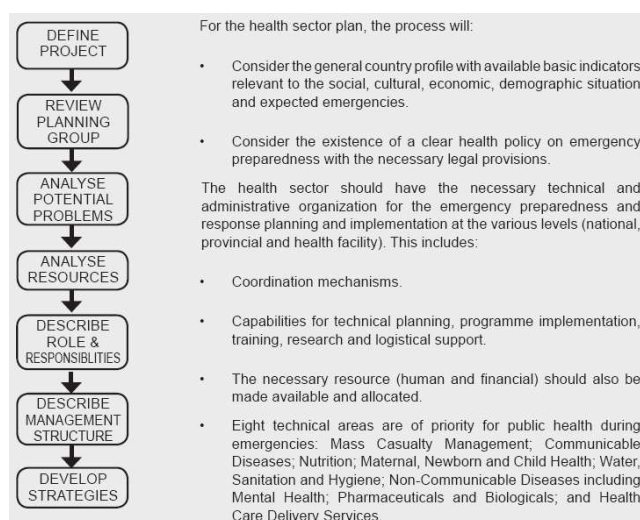 DEFINE
PROJECT
REVIEW
PLANNING
GROUP
ANALYSE
POTENTIAL
PROBLEMS
ANALYSE
RESOURCES
DESCRIBE
ROLE &
RESPONSIBLITIES
DESCRIBE
MANAGEMENT
STRUCTURE
DEVELOP
STRATEGIES
For the health sector plan, the process will:
• Consider the general country profile with available basic indicators
relevant to the social, cultural, economic, demographic situation
and expected emergencies.
• Consider the existence of a clear health policy on emergency
preparedness with the necessary legal provisions.
The health sector should have the necessary technical and
administrative organization for the emergency preparedness and
response planning and implementation at the various levels (national,
provincial and health facility). This includes:
• Coordination mechanisms.
• Capabilities for technical planning, programme implementation,
training, research and logistical support.
• The necessary resource (human and financial) should also be
made available and allocated.
• Eight technical areas are of priority for public health during
emergencies: Mass Casualty Management; Communicable
Diseases; Nutrition; Maternal, Newborn and Child Health; Water,
Sanitation and Hygiene; Non-Communicable Diseases including
Mental Health; Pharmaceuticals and Biologicals; and Health
Care Delivery Services.